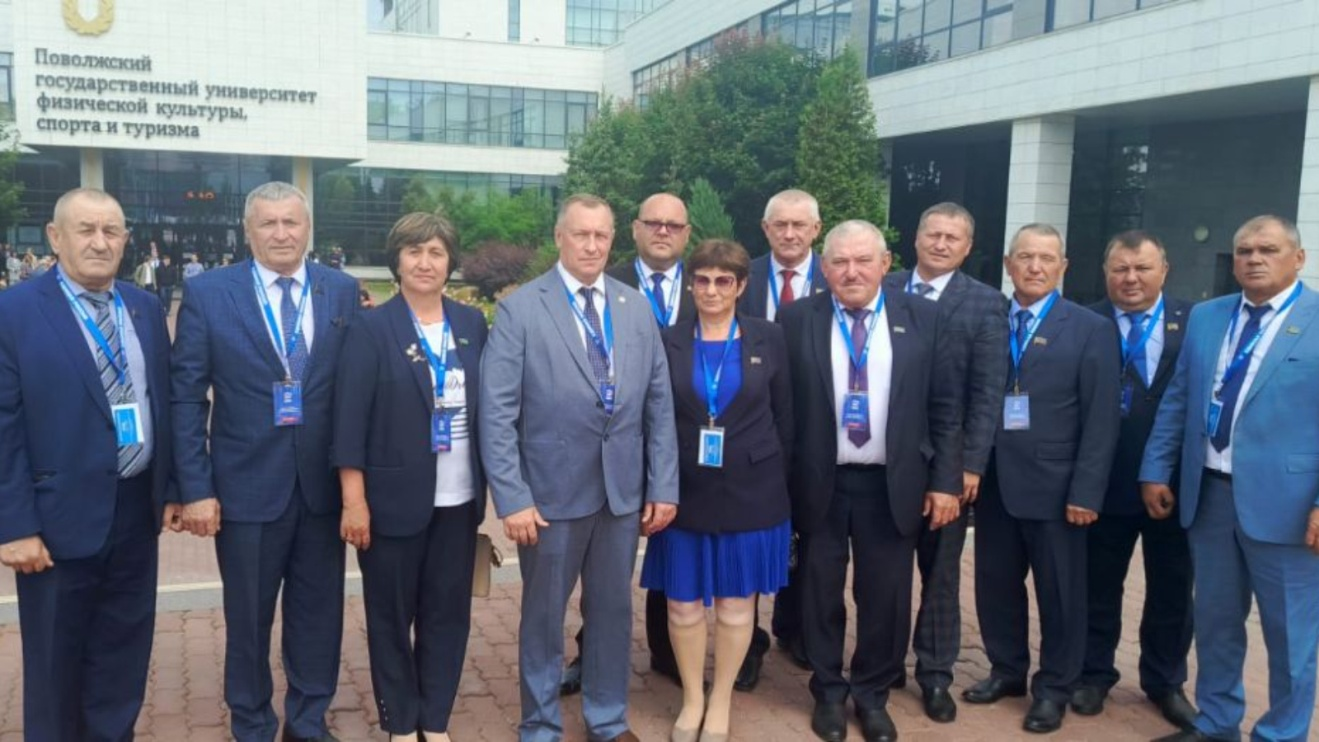 Поволжский
государственный университет
физической культуры,
спорта и туризма